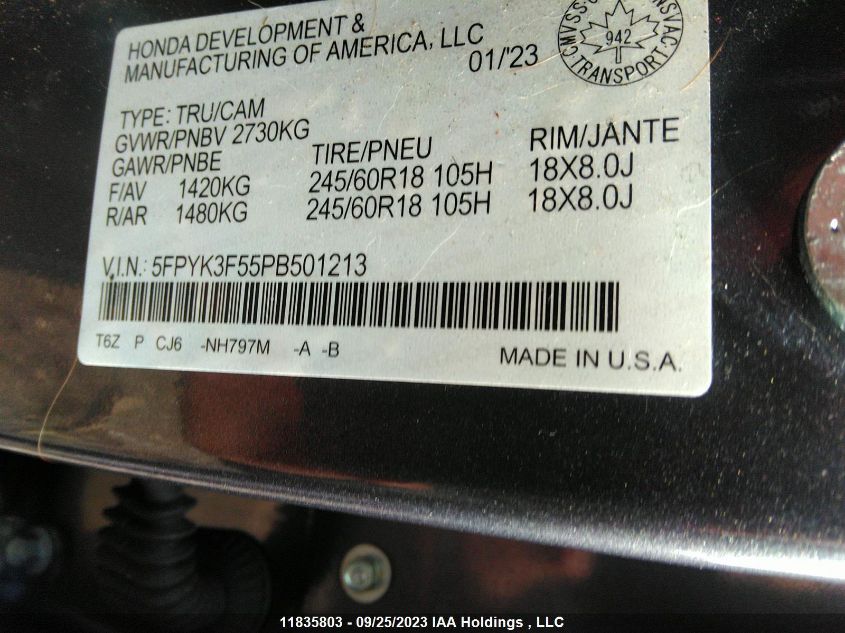 HONDA DEVELOPMENT &
MANUFACTURING OF AMERICA, LLC
01/'23
942
TRANSPORT
TYPE: TRU/CAM
GVWR/PNBV 2730KG
GAWR/PNBE TIRE/PNEU RIM/JANTE
F/AV 1420KG 245/60R18 105H 18X8.0J
R/AR 1480KG 245/60R18 105H 18X8.0J
V.I.N.: 5FPYK3F55PB501213
T6Z P CJ6 -NH797M -A -B
MADE IN U.S.A.
11835803 - 09/25/2023 IAA Holdings , LLC